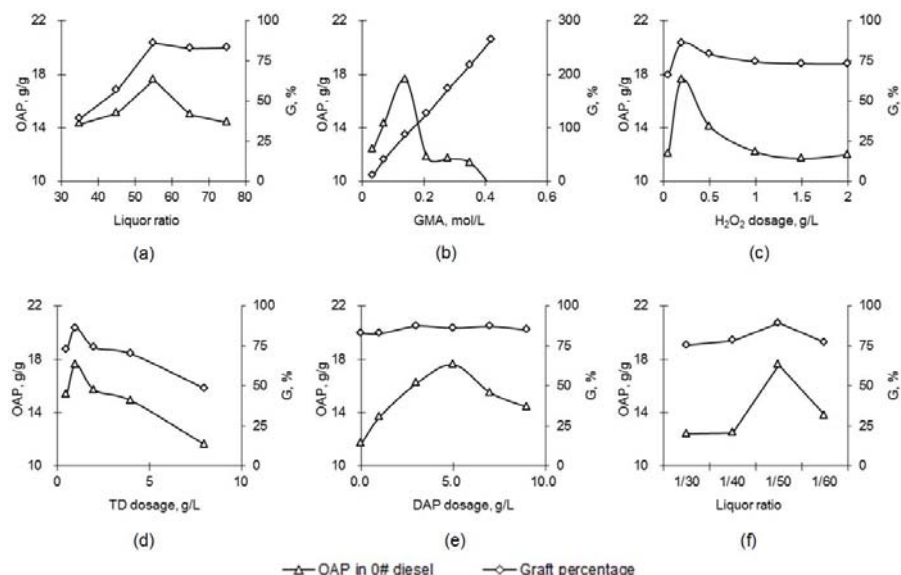 22 18 14 10
OAP, g/g
100 75 50 25 0
G, %
30 40 50 60 70 80
Liquor ratio
(a)
22 18 14 10
OAP, g/g
300 200 100 0
G, %
0 0.2 0.4 0.6
GMA, mol/L
(b)
22 18 14 10
OAP, g/g
100 75 50 25 0
G, %
0 0.5 1 1.5 2
H₂O₂ dosage, g/L
(c)
22 18 14 10
OAP, g/g
100 75 50 25 0
G, %
0 5 10
TD dosage, g/L
(d)
22 18 14 10
OAP, g/g
100 75 50 25 0
G, %
0.0 5.0 10.0
DAP dosage, g/L
(e)
22 18 14 10
OAP, g/g
100 75 50 25 0
G, %
1/30 1/40 1/50 1/60
Liquor ratio
(f)
OAP in 0# diesel Graft percentage